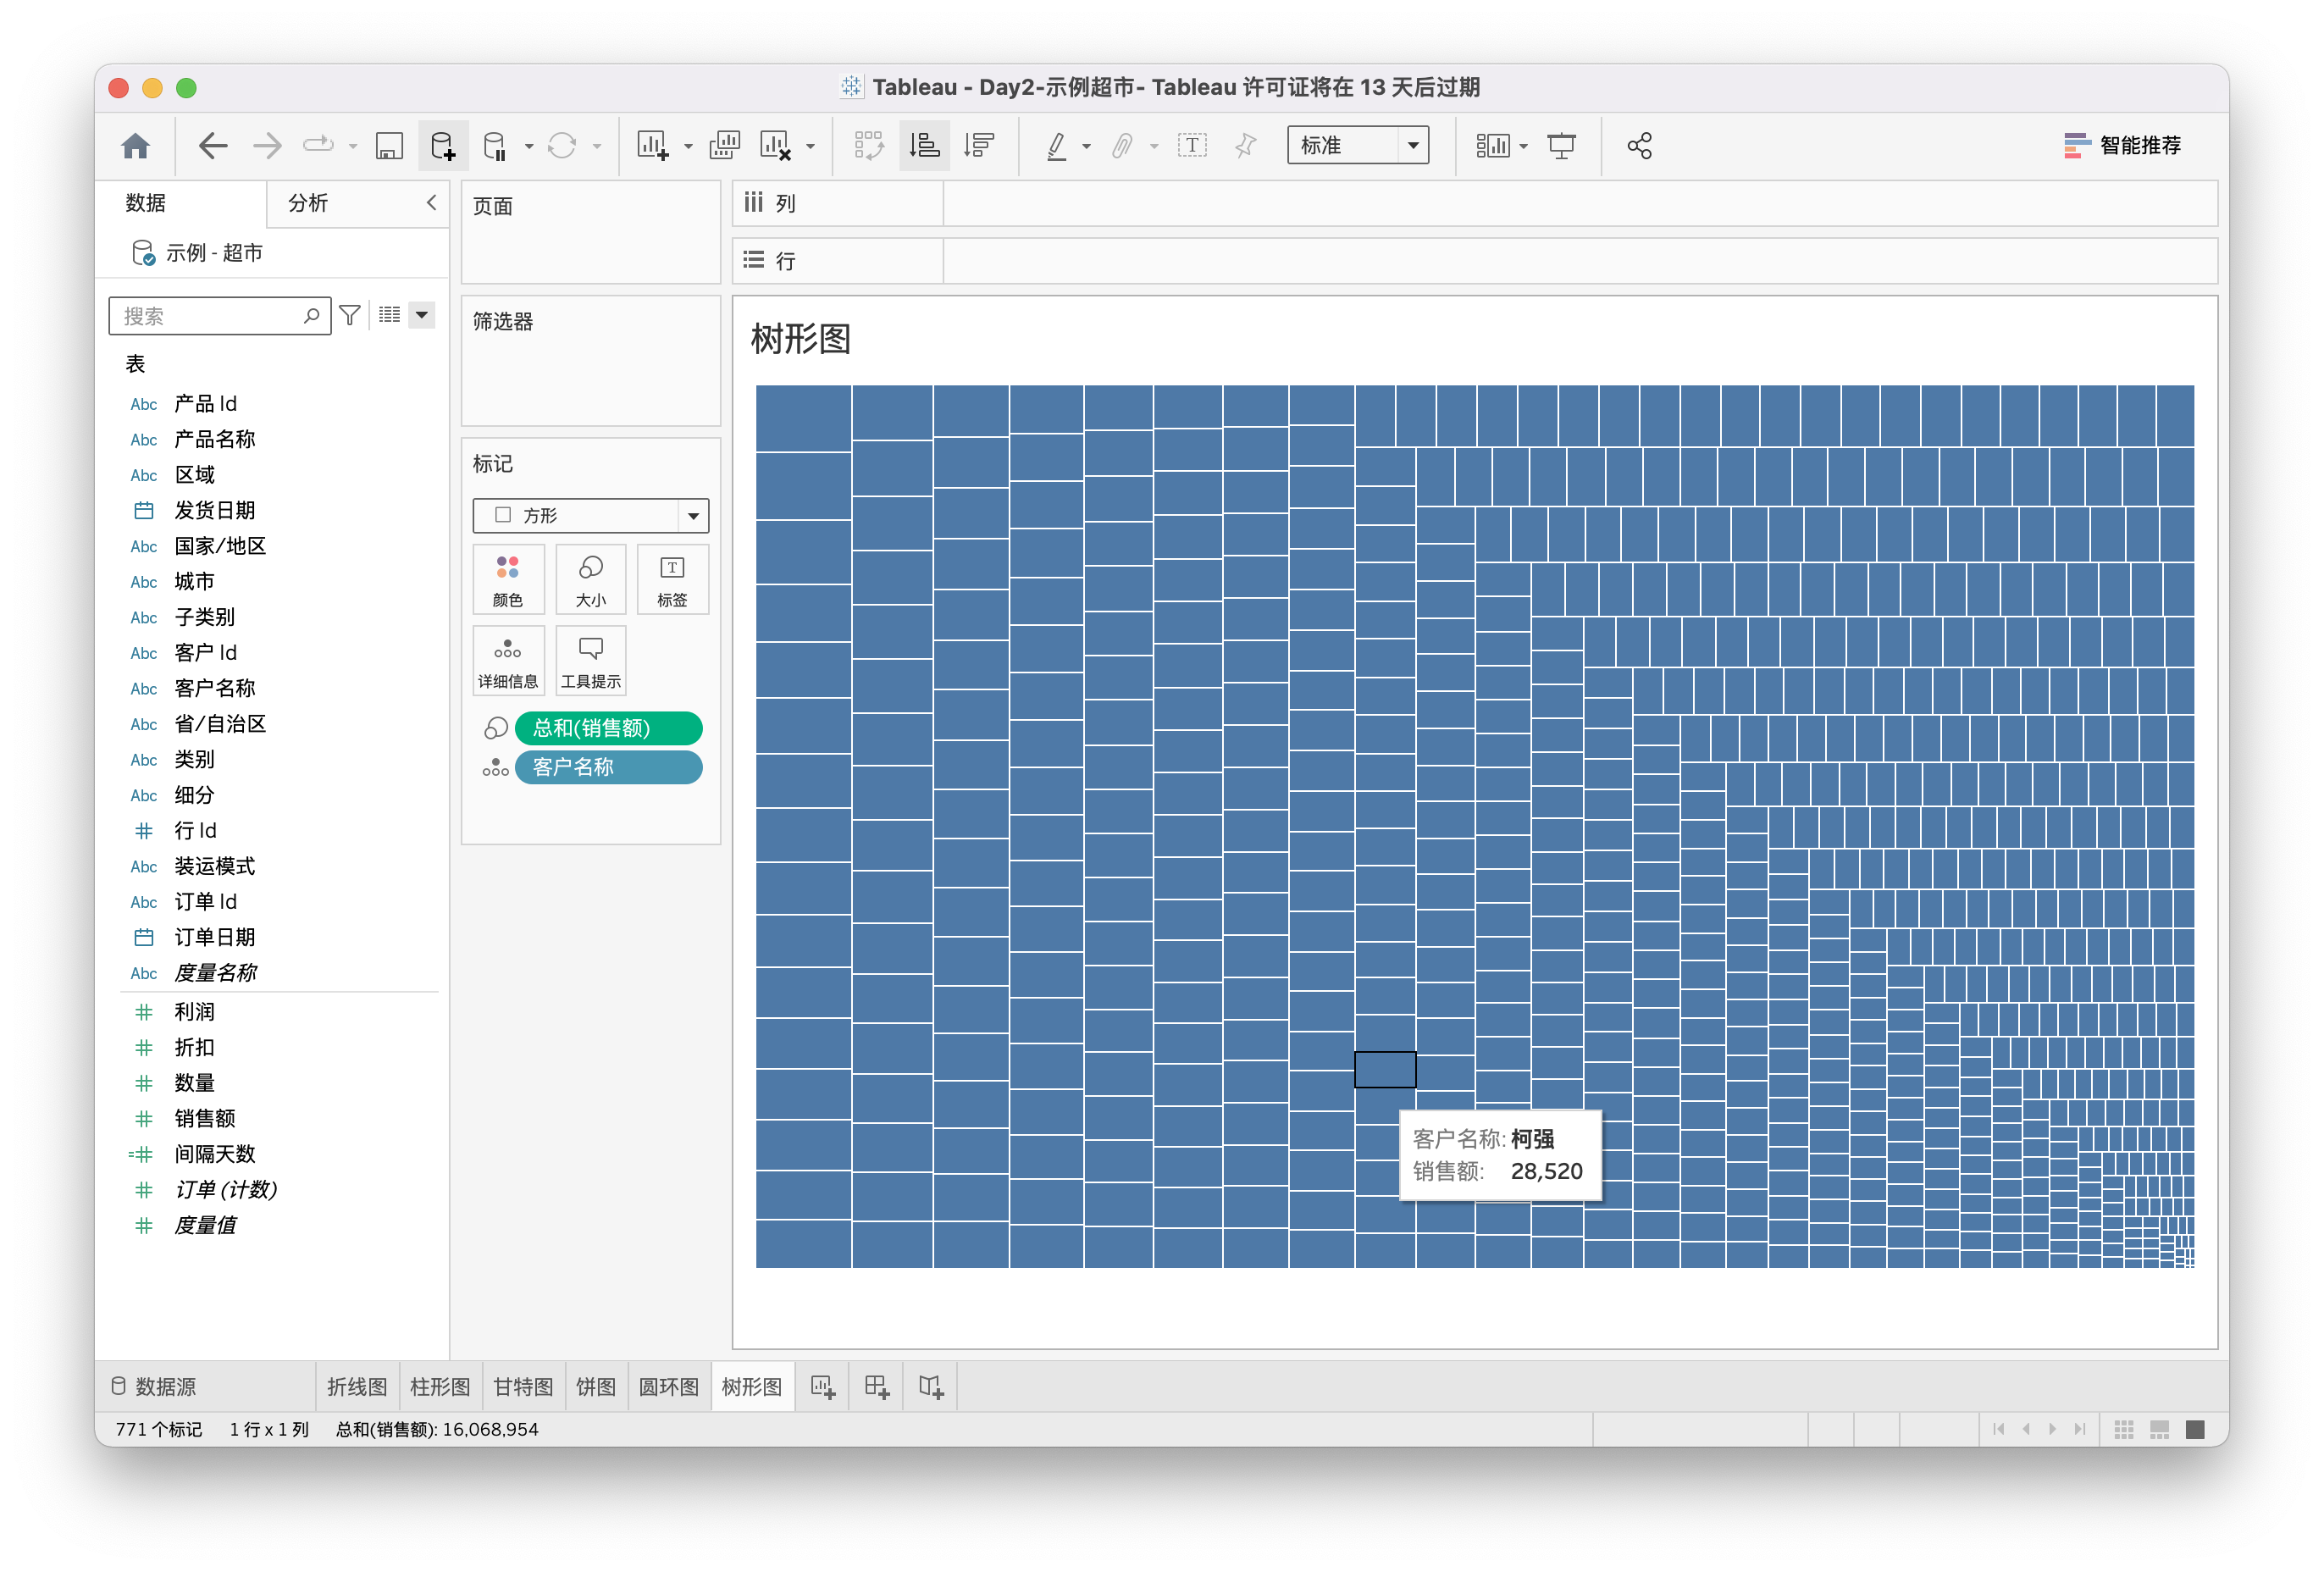 Tableau - Day2-示例超市- Tableau 许可证将在 13 天后过期
标准
智能推荐
数据
分析
示例 - 超市
搜索
表
Abc 产品 Id
Abc 产品名称
Abc 区域
发货日期
Abc 国家/地区
Abc 城市
Abc 子类别
Abc 客户 Id
Abc 客户名称
Abc 省/自治区
Abc 类别
Abc 细分
# 行 Id
Abc 装运模式
Abc 订单 Id
订单日期
Abc 度量名称
# 利润
# 折扣
# 数量
# 销售额
=# 间隔天数
# 订单 (计数)
# 度量值
页面
筛选器
标记
方形
颜色
大小
T
标签
详细信息
工具提示
总和(销售额)
客户名称
列
行
树形图
客户名称: 柯强
销售额: 28,520
数据源
折线图
柱形图
甘特图
饼图
圆环图
树形图
771 个标记
1 行 x 1 列
总和(销售额): 16,068,954